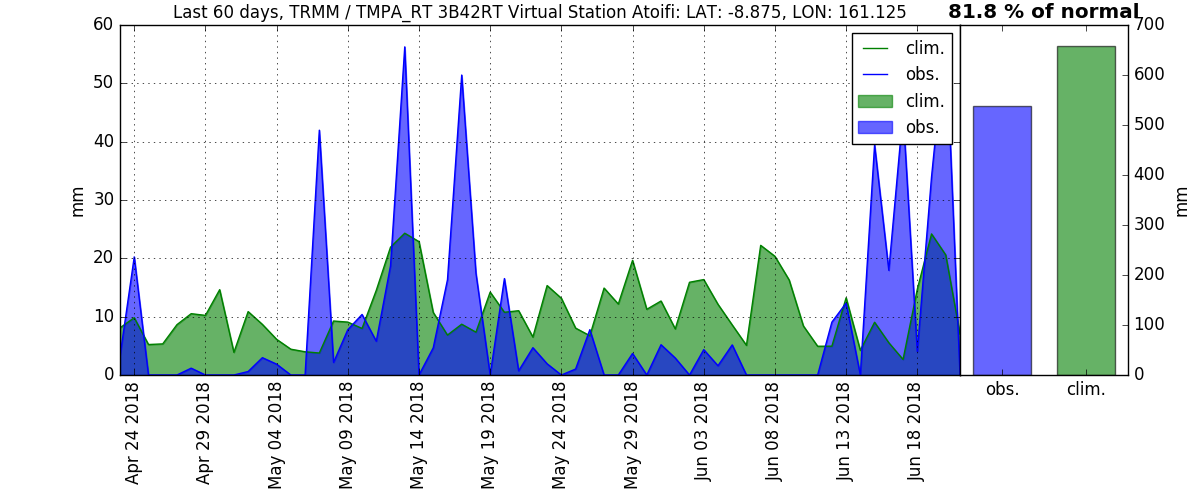 Last 60 days, TRMM / TMPA_RT 3B42RT Virtual Station Atoifi: LAT: -8.875, LON: 161.125
81.8 % of normal
60
50
40
30
20
10
0
mm
clim.
obs.
clim.
obs.
Apr 24 2018
Apr 29 2018
May 04 2018
May 09 2018
May 14 2018
May 19 2018
May 24 2018
May 29 2018
Jun 03 2018
Jun 08 2018
Jun 13 2018
Jun 18 2018
700
600
500
400
300
200
100
0
mm
obs.
clim.